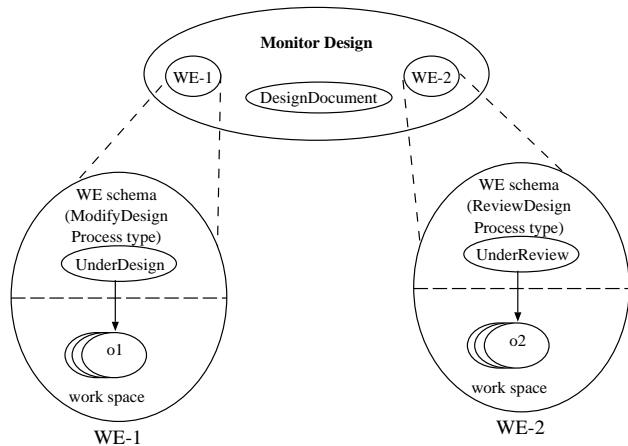 Monitor Design
WE-1
WE-2
DesignDocument
WE schema
(ModifyDesign
Process type)
UnderDesign
o1
work space
WE-1
WE schema
(ReviewDesign
Process type)
UnderReview
o2
work space
WE-2